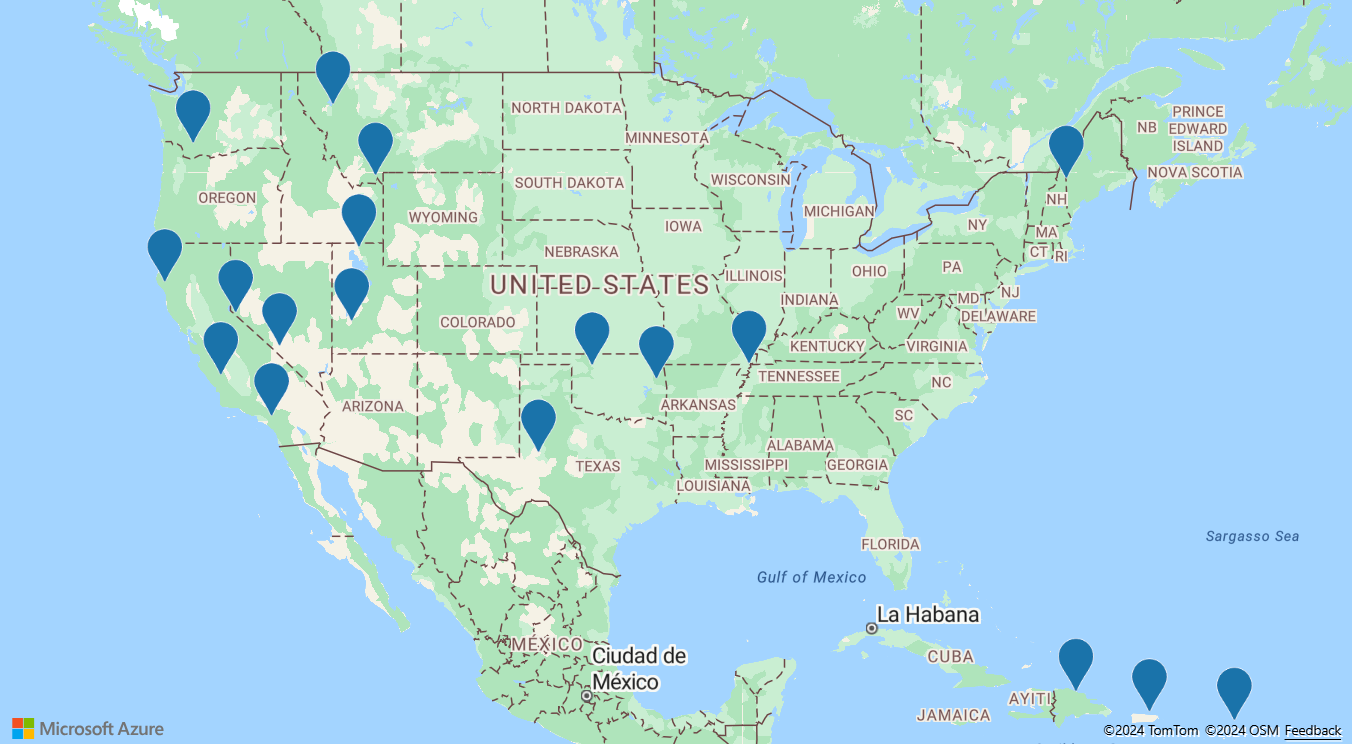 NORTH DAKOTA
MINNESOTA
PRINCE
EDWARD
ISLAND
NB
NOVA SCOTIA
WISCONSIN
SOUTH DAKOTA
OREGON
NH
MICHIGAN
WYOMING
IOWA
NY
MA
NEBRASKA
CT
RI
PA
OHIO
ILLINOIS
UNITED STATES
NJ
INDIANA
MD
WV
DELAWARE
COLORADO
KENTUCKY
VIRGINIA
TENNESSEE
NC
ARIZONA
ARKANSAS
SC
ALABAMA
TEXAS
MISSISSIPPI
GEORGIA
LOUISIANA
Sargasso Sea
FLORIDA
Gulf of Mexico
La Habana
MÉXICO
Ciudad de
México
CUBA
AYITI
JAMAICA
Microsoft Azure
©2024 TomTom ©2024 OSM Feedback